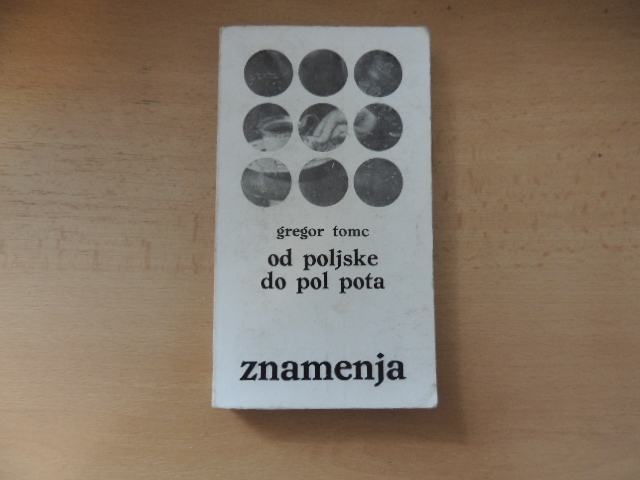 gregor tomc
od poljske
do pol pota
znamenja